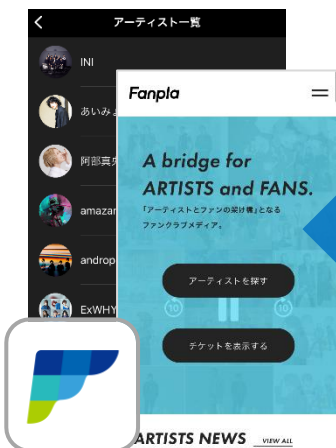 アーティスト一覧
INI
あいみょ
阿部真央
amazar
androp
ExWHY
Fanpla
A bridge for
ARTISTS and FANS.
「アーティストとファンの架け橋」となる
ファンクラブメディア。
アーティストを探す
10
10
チケットを表示する
ARTISTS NEWS VIEW ALL